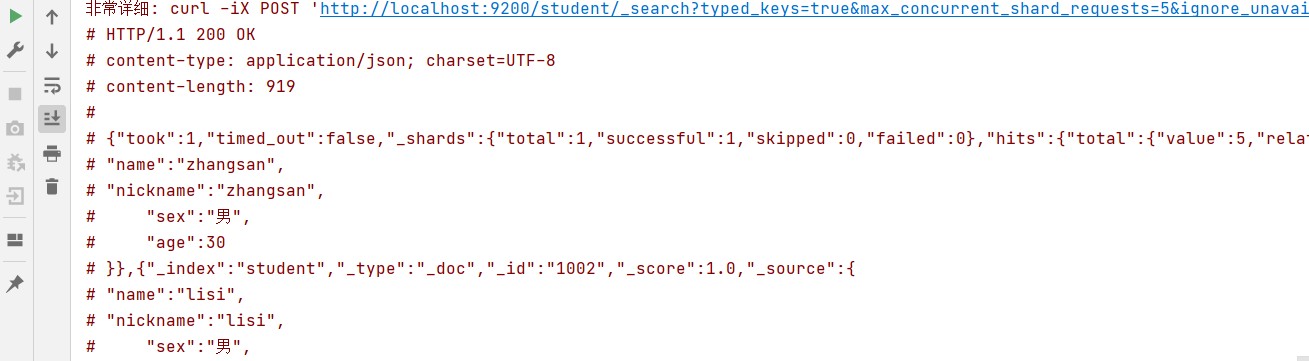 非常详细: curl -iX POST 'http://localhost:9200/student/_search?typed_keys=true&max_concurrent_shard_requests=5&ignore_unavai
# HTTP/1.1 200 OK
# content-type: application/json; charset=UTF-8
# content-length: 919
#
# {"took":1,"timed_out":false,"_shards":{"total":1,"successful":1,"skipped":0,"failed":0},"hits":{"total":{"value":5,"relat
# "name":"zhangsan",
# "nickname":"zhangsan",
#     "sex":"男",
#     "age":30
# }},{"_index":"student","_type":"_doc","_id":"1002","_score":1.0,"_source":{
# "name":"lisi",
# "nickname":"lisi",
#     "sex":"男",